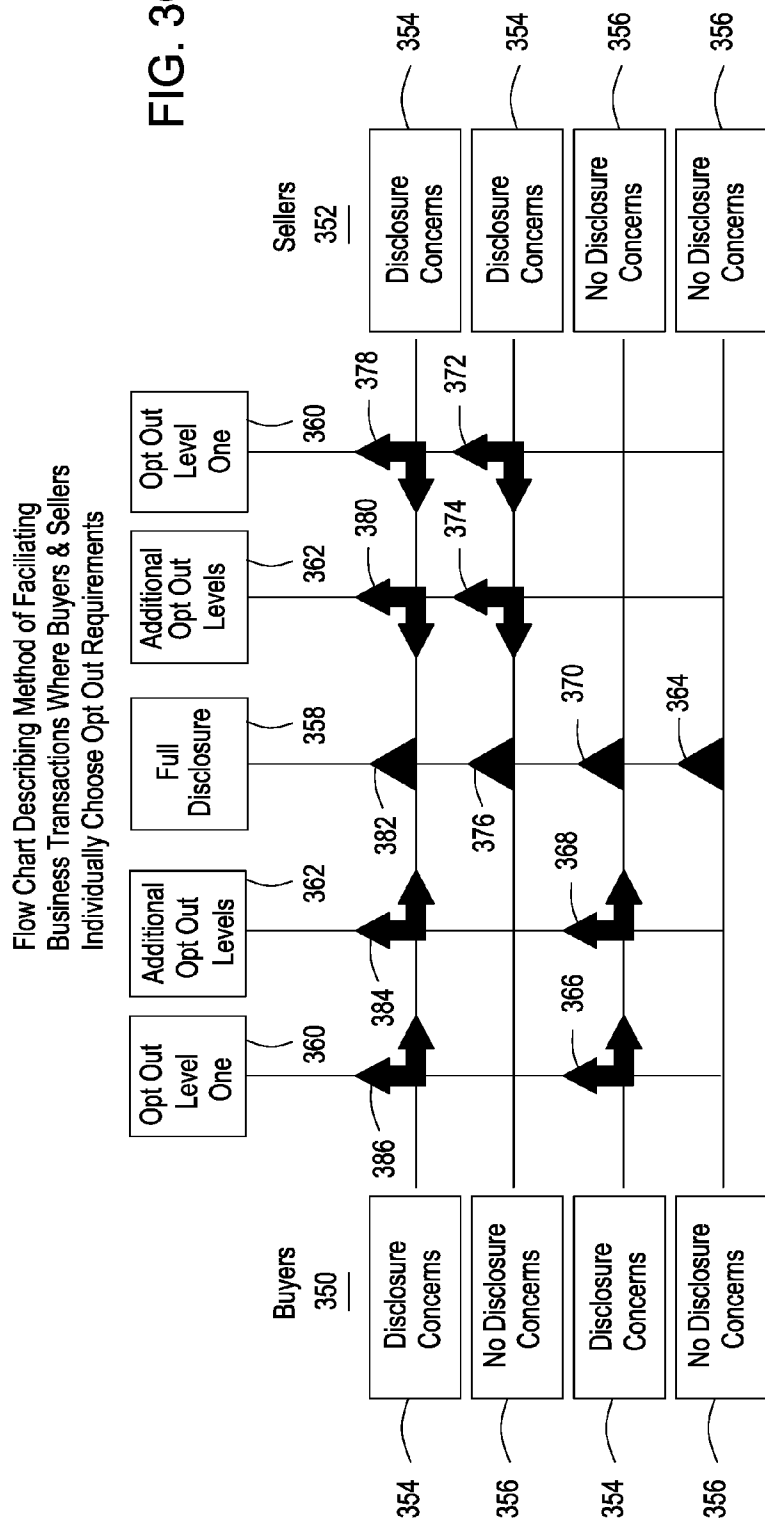 Flow Chart Describing Method of Faciliating
Business Transactions Where Buyers & Sellers
Individually Choose Opt Out Requirements
FIG. 3
Opt Out
Level
One
360
Additional
Opt Out
Levels
362
Full
Disclosure
358
Additional
Opt Out
Levels
362
Opt Out
Level
One
360
Buyers
350
Sellers
352
354
Disclosure
Concerns
386
384
382
380
378
Disclosure
Concerns
354
356
No Disclosure
Concerns
376
374
372
Disclosure
Concerns
354
354
Disclosure
Concerns
366
368
370
No Disclosure
Concerns
356
356
No Disclosure
Concerns
364
No Disclosure
Concerns
356